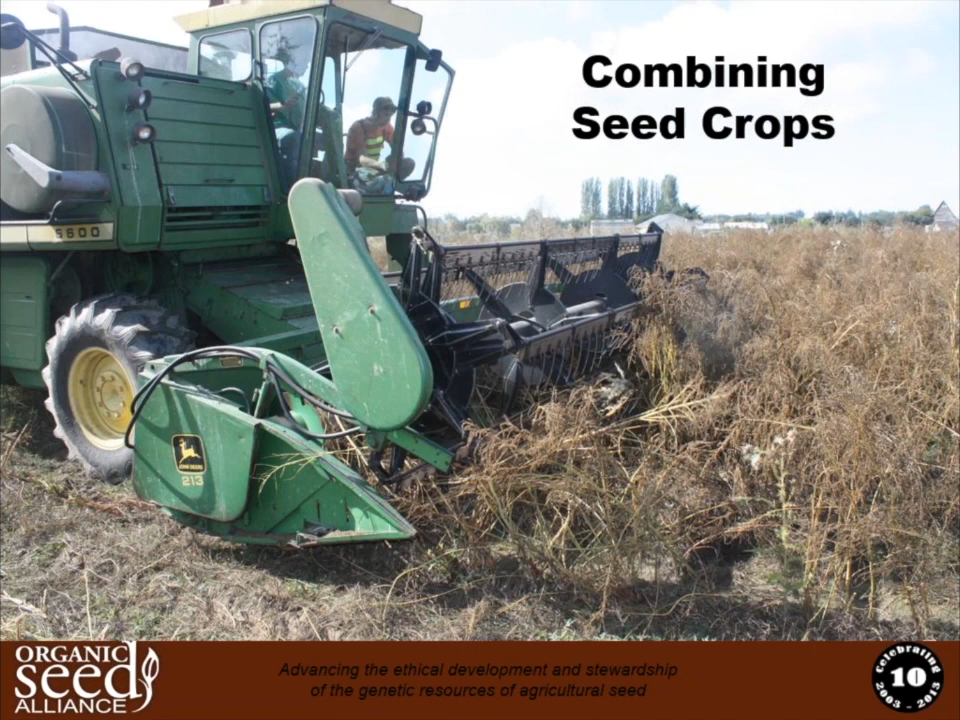 Combining
Seed Crops
6600
JOHN DEERE
213
ORGANIC
seed
ALLIANCE
Advancing the ethical development and stewardship
of the genetic resources of agricultural seed
Celebrating
10
2003 - 2013